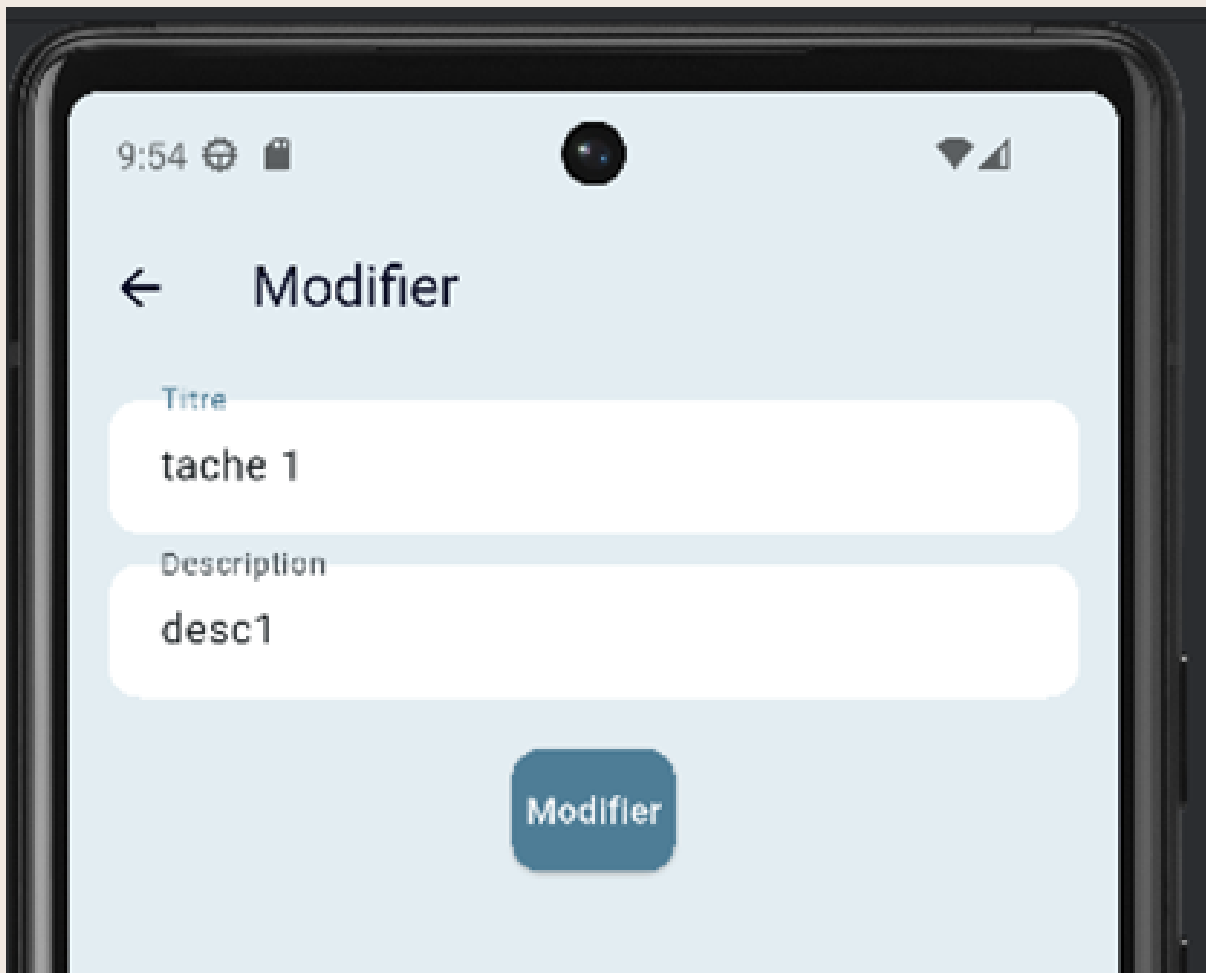 9:54
Modifier
Titre
tache 1
Description
desc1
Modifier